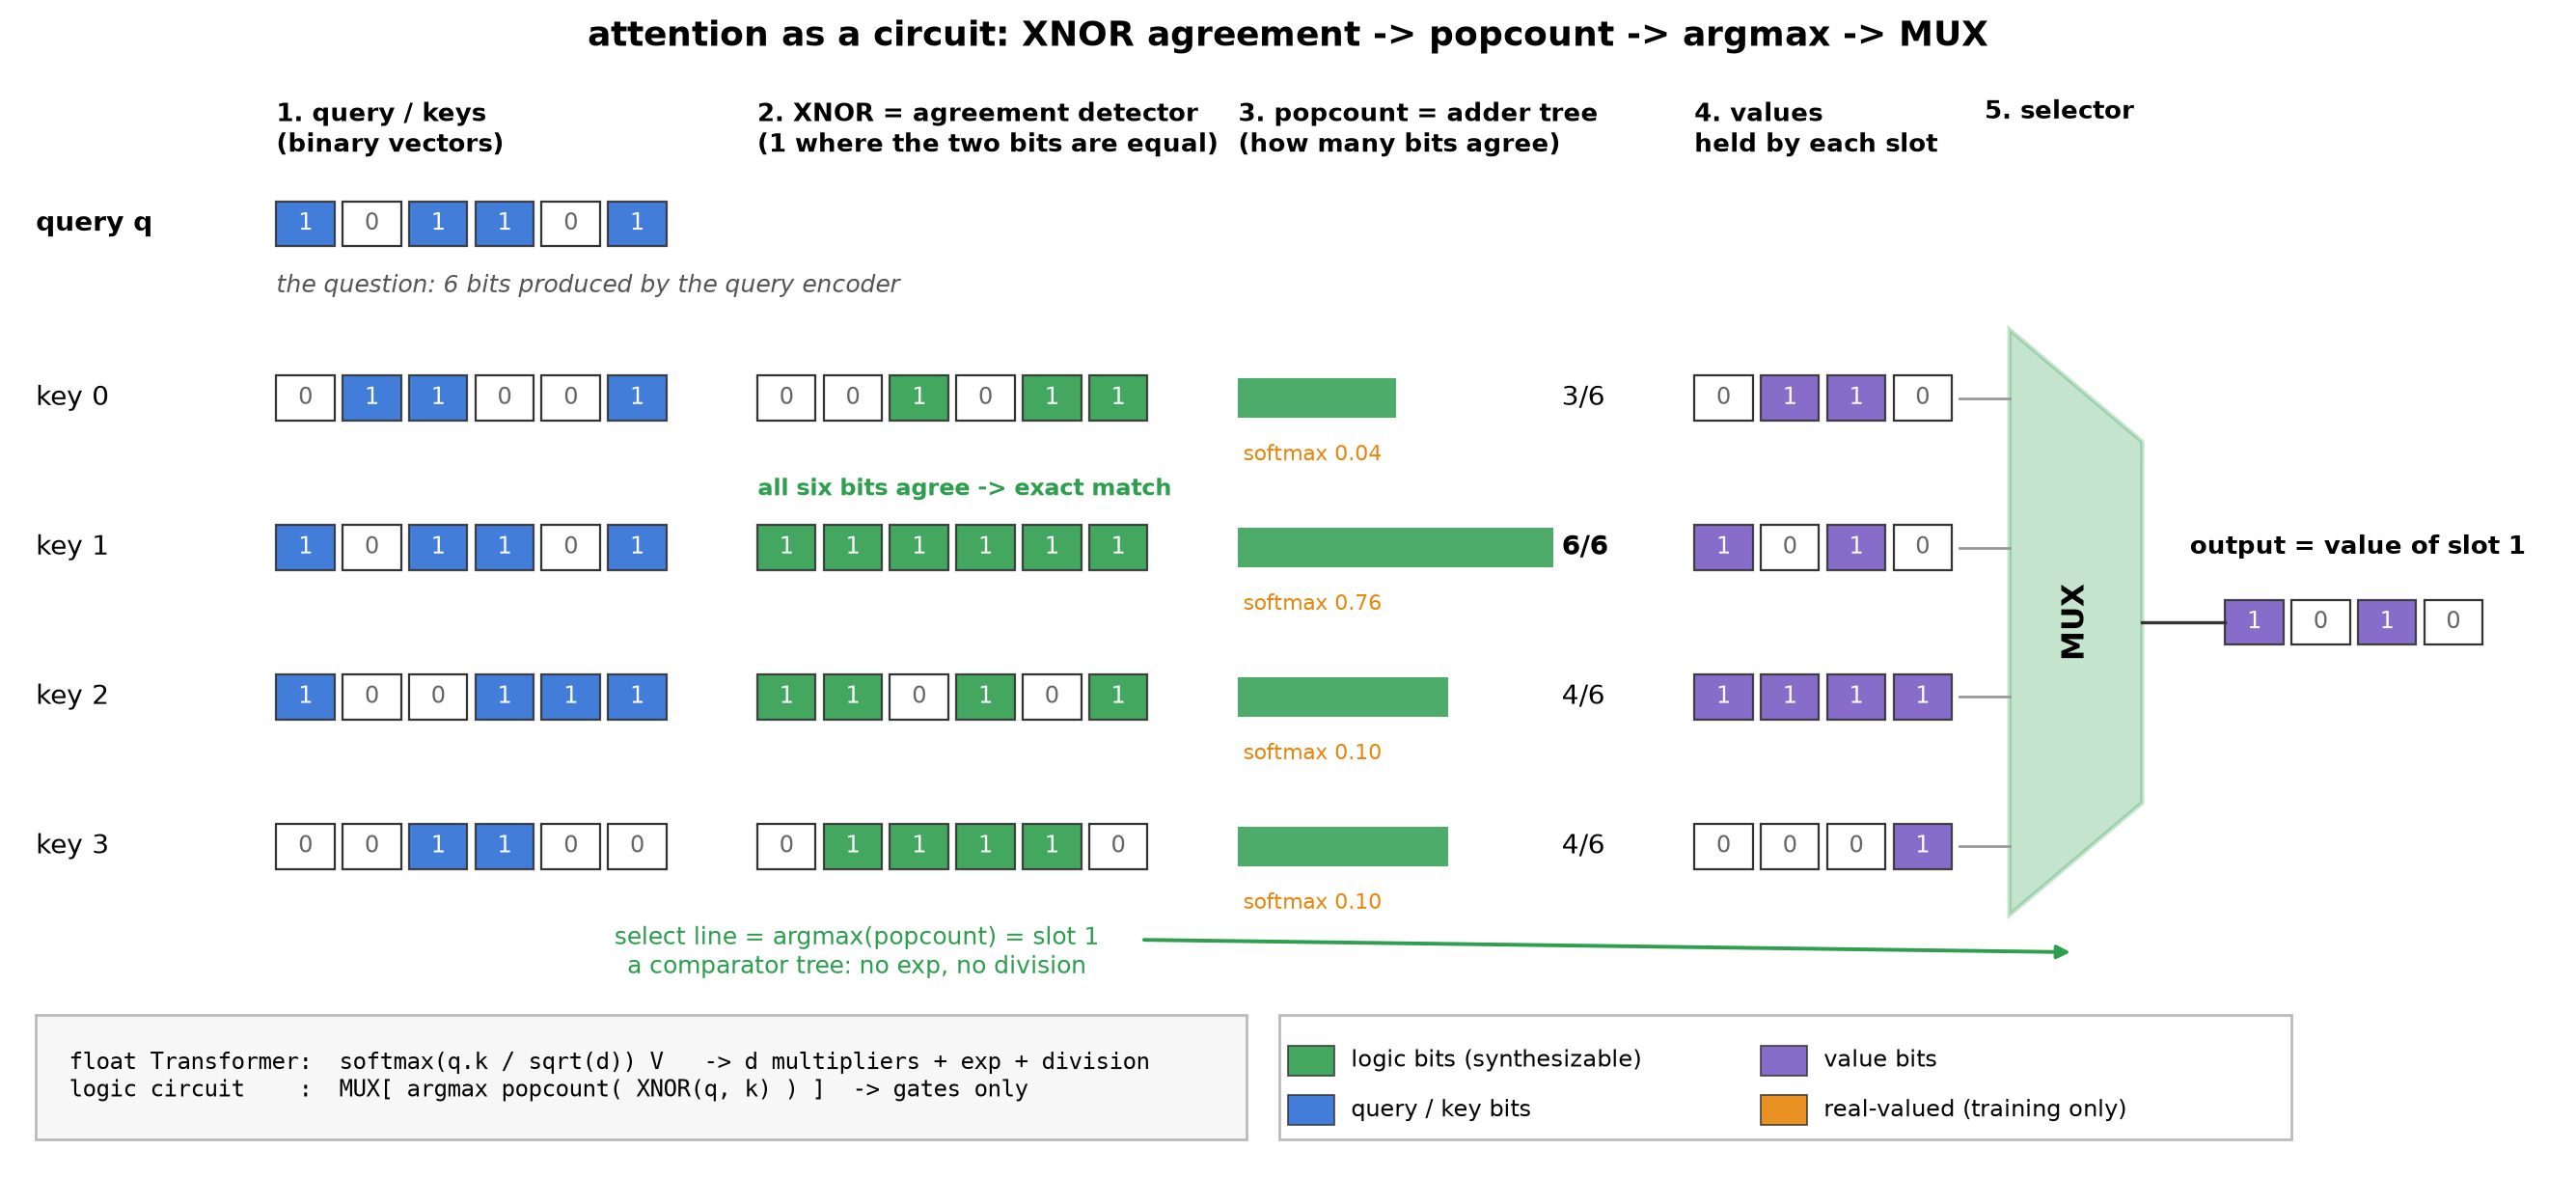 attention as a circuit: XNOR agreement -> popcount -> argmax -> MUX
1. query / keys
(binary vectors)
2. XNOR = agreement detector
(1 where the two bits are equal)
3. popcount = adder tree
(how many bits agree)
4. values
held by each slot
5. selector
query q
1 0 1 1 0 1
the question: 6 bits produced by the query encoder
key 0
0 1 1 0 0 1
0 0 1 0 1 1
3/6
0 1 1 0
softmax 0.04
all six bits agree -> exact match
key 1
1 0 1 1 0 1
1 1 1 1 1 1
6/6
1 0 1 0
softmax 0.76
MUX
output = value of slot 1
1 0 1 0
key 2
1 0 0 1 1 1
1 1 0 1 0 1
4/6
1 1 1 1
softmax 0.10
key 3
0 0 1 1 0 0
0 1 1 1 1 0
4/6
0 0 0 1
softmax 0.10
select line = argmax(popcount) = slot 1
a comparator tree: no exp, no division
float Transformer:  softmax(q.k / sqrt(d)) V   -> d multipliers + exp + division
logic circuit    :  MUX[ argmax popcount( XNOR(q, k) ) ]  -> gates only
logic bits (synthesizable)
query / key bits
value bits
real-valued (training only)